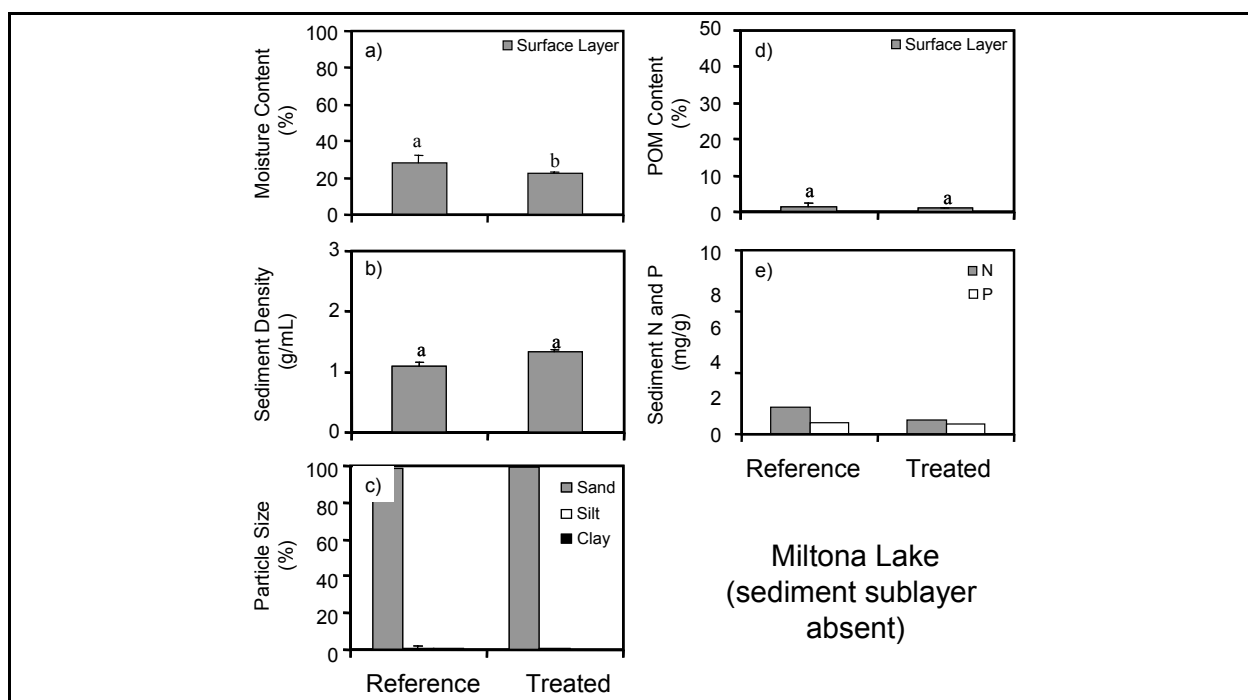 a)
Surface Layer
Moisture Content
(%)
100
80
60
40
20
0
a
b
b)
Sediment Density
(g/mL)
3
2
1
0
a
a
c)
Sand
Silt
Clay
Particle Size
(%)
100
80
60
40
20
0
Reference
Treated
d)
Surface Layer
POM Content
(%)
50
40
30
20
10
0
a
a
e)
N
P
Sediment N and P
(mg/g)
10
8
6
4
2
0
Reference
Treated
Miltona Lake
(sediment sublayer
absent)